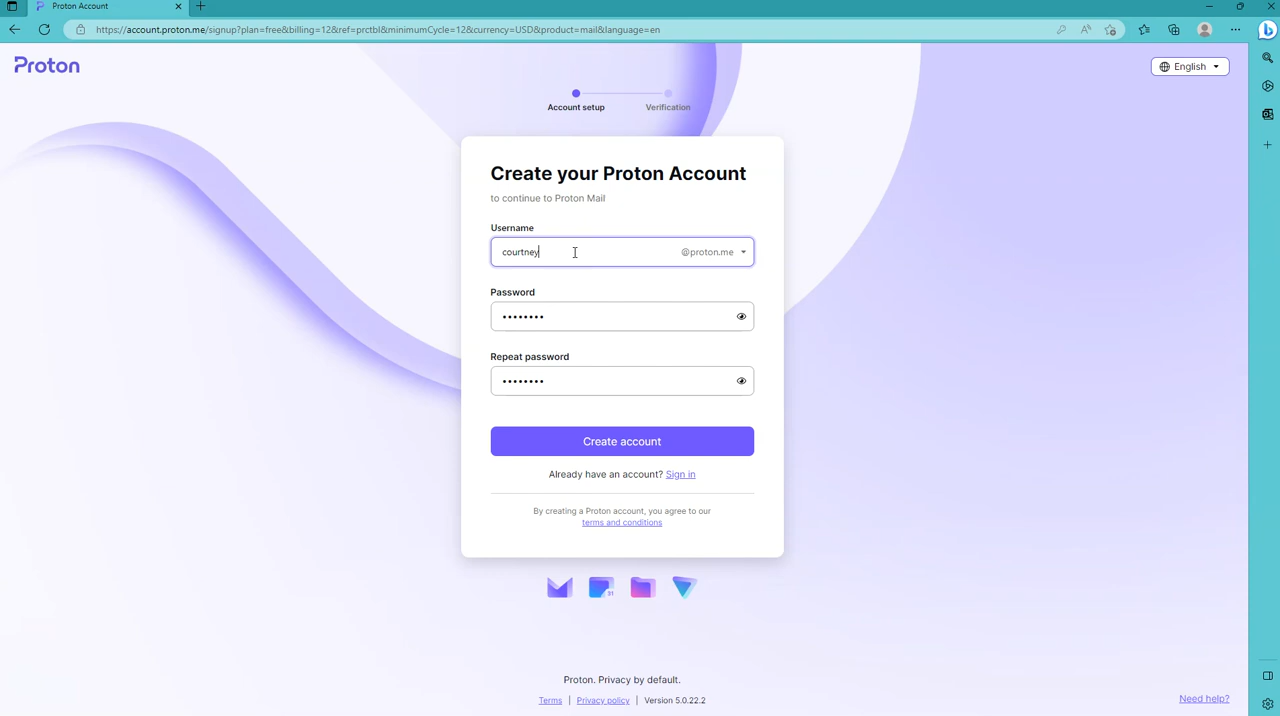 Proton Account
https://account.proton.me/signup?plan=free&billing=12&ref=prctbl&minimumCycle=12&currency=USD&product=mail&language=en
Proton
English
Account setup
Verification
Create your Proton Account
to continue to Proton Mail
Username
courtney
@proton.me
Password
••••••••
Repeat password
••••••••
Create account
Already have an account? Sign in
By creating a Proton account, you agree to our
terms and conditions
31
Proton. Privacy by default.
Terms | Privacy policy | Version 5.0.22.2
Need help?